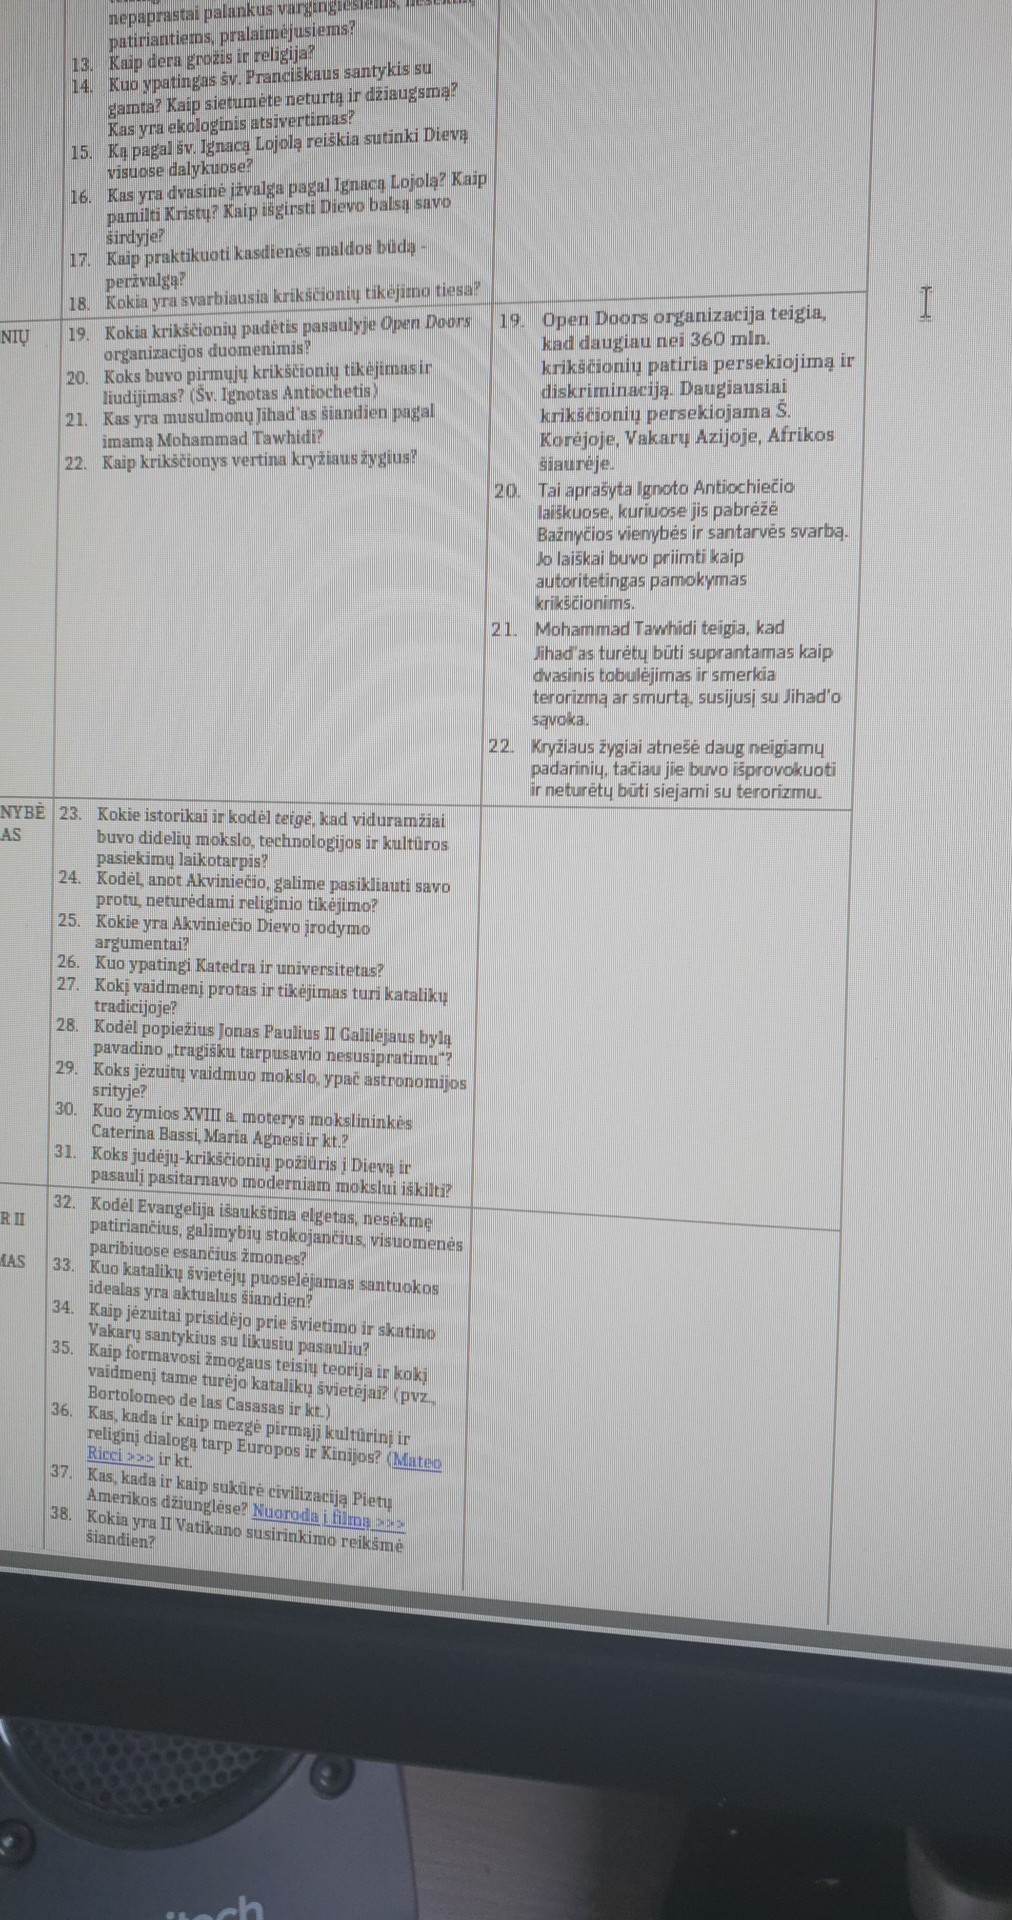 nepaprastai palankus vargingiesiems,
patiriantiems, pralaimėjusiems?
13. Kaip dera grožis ir religija?
14. Kuo ypatingas šv. Pranciškaus santykis su
gamta? Kaip sietumėte neturtą ir džiaugsmą?
Kas yra ekologinis atsivertimas?
15. Ką pagal šv. Ignacą Lojolą reiškia sutinki Dievą
visuose dalykuose?
16. Kas yra dvasinė įžvalga pagal Ignacą Lojolą? Kaip
pamilti Kristų? Kaip išgirsti Dievo balsą savo
širdyje?
17. Kaip praktikuoti kasdienės maldos būdą -
peržvalgą?
18. Kokia yra svarbiausia krikščionių tikėjimo tiesa?
NIŲ
19. Kokia krikščionių padėtis pasaulyje Open Doors
organizacijos duomenimis?
20. Koks buvo pirmųjų krikščionių tikėjimas ir
liudijimas? (Šv. Ignotas Antiochetis)
21. Kas yra musulmonų Jihad'as šiandien pagal
imamą Mohammad Tawhidi?
22. Kaip krikščionys vertina kryžiaus žygius?
19. Open Doors organizacija teigia,
kad daugiau nei 360 mln.
krikščionių patiria persekiojimą ir
diskriminaciją. Daugiausiai
krikščionių persekiojama Š.
Korėjoje, Vakarų Azijoje, Afrikos
šiaurėje.
20. Tai aprašyta Ignoto Antiochiečio
laiškuose, kuriuose jis pabrėžė
Bažnyčios vienybės ir santarvės svarbą.
Jo laiškai buvo priimti kaip
autoritetingas pamokymas
krikščionims.
21. Mohammad Tawhidi teigia, kad
Jihad'as turėtų būti suprantamas kaip
dvasinis tobulėjimas ir smerkia
terorizmą ar smurtą, susijusį su Jihad'o
sąvoka.
22. Kryžiaus žygiai atnešė daug neigiamų
padarinių, tačiau jie buvo išprovokuoti
ir neturėtų būti siejami su terorizmu.
NYBĖ
AS
23. Kokie istorikai ir kodėl teigė, kad viduramžiai
buvo didelių mokslo, technologijos ir kultūros
pasiekimų laikotarpis?
24. Kodėl, anot Akviniečio, galime pasikliauti savo
protu, neturėdami religinio tikėjimo?
25. Kokie yra Akviniečio Dievo įrodymo
argumentai?
26. Kuo ypatingi Katedra ir universitetas?
27. Kokį vaidmenį protas ir tikėjimas turi katalikų
tradicijoje?
28. Kodėl popiežius Jonas Paulius II Galilėjaus bylą
pavadino „tragišku tarpusavio nesusipratimu“?
29. Koks jėzuitų vaidmuo mokslo, ypač astronomijos
srityje?
30. Kuo žymios XVIII a. moterys mokslininkės
Caterina Bassi, Maria Agnesi ir kt.?
31. Koks judėjų-krikščionių požiūris į Dievą ir
pasaulį pasitarnavo moderniam mokslui iškilti?
R II
MAS
32. Kodėl Evangelija išaukština elgetas, nesėkmę
patiriančius, galimybių stokojančius, visuomenės
paribiuose esančius žmones?
33. Kuo katalikų švietėjų puoselėjamas santuokos
idealas yra aktualus šiandien?
34. Kaip jėzuitai prisidėjo prie švietimo ir skatino
Vakarų santykius su likusiu pasauliu?
35. Kaip formavosi žmogaus teisių teorija ir kokį
vaidmenį tame turėjo katalikų švietėjai? (pvz.,
Bortolomeo de las Casasas ir kt.)
36. Kas, kada ir kaip mezgė pirmąjį kultūrinį ir
religinį dialogą tarp Europos ir Kinijos? (Mateo
Ricci >>> ir kt.
37. Kas, kada ir kaip sukūrė civilizaciją Pietų
Amerikos džiunglėse? Nuoroda į filmą >>>
38. Kokia yra II Vatikano susirinkimo reikšmė
šiandien?